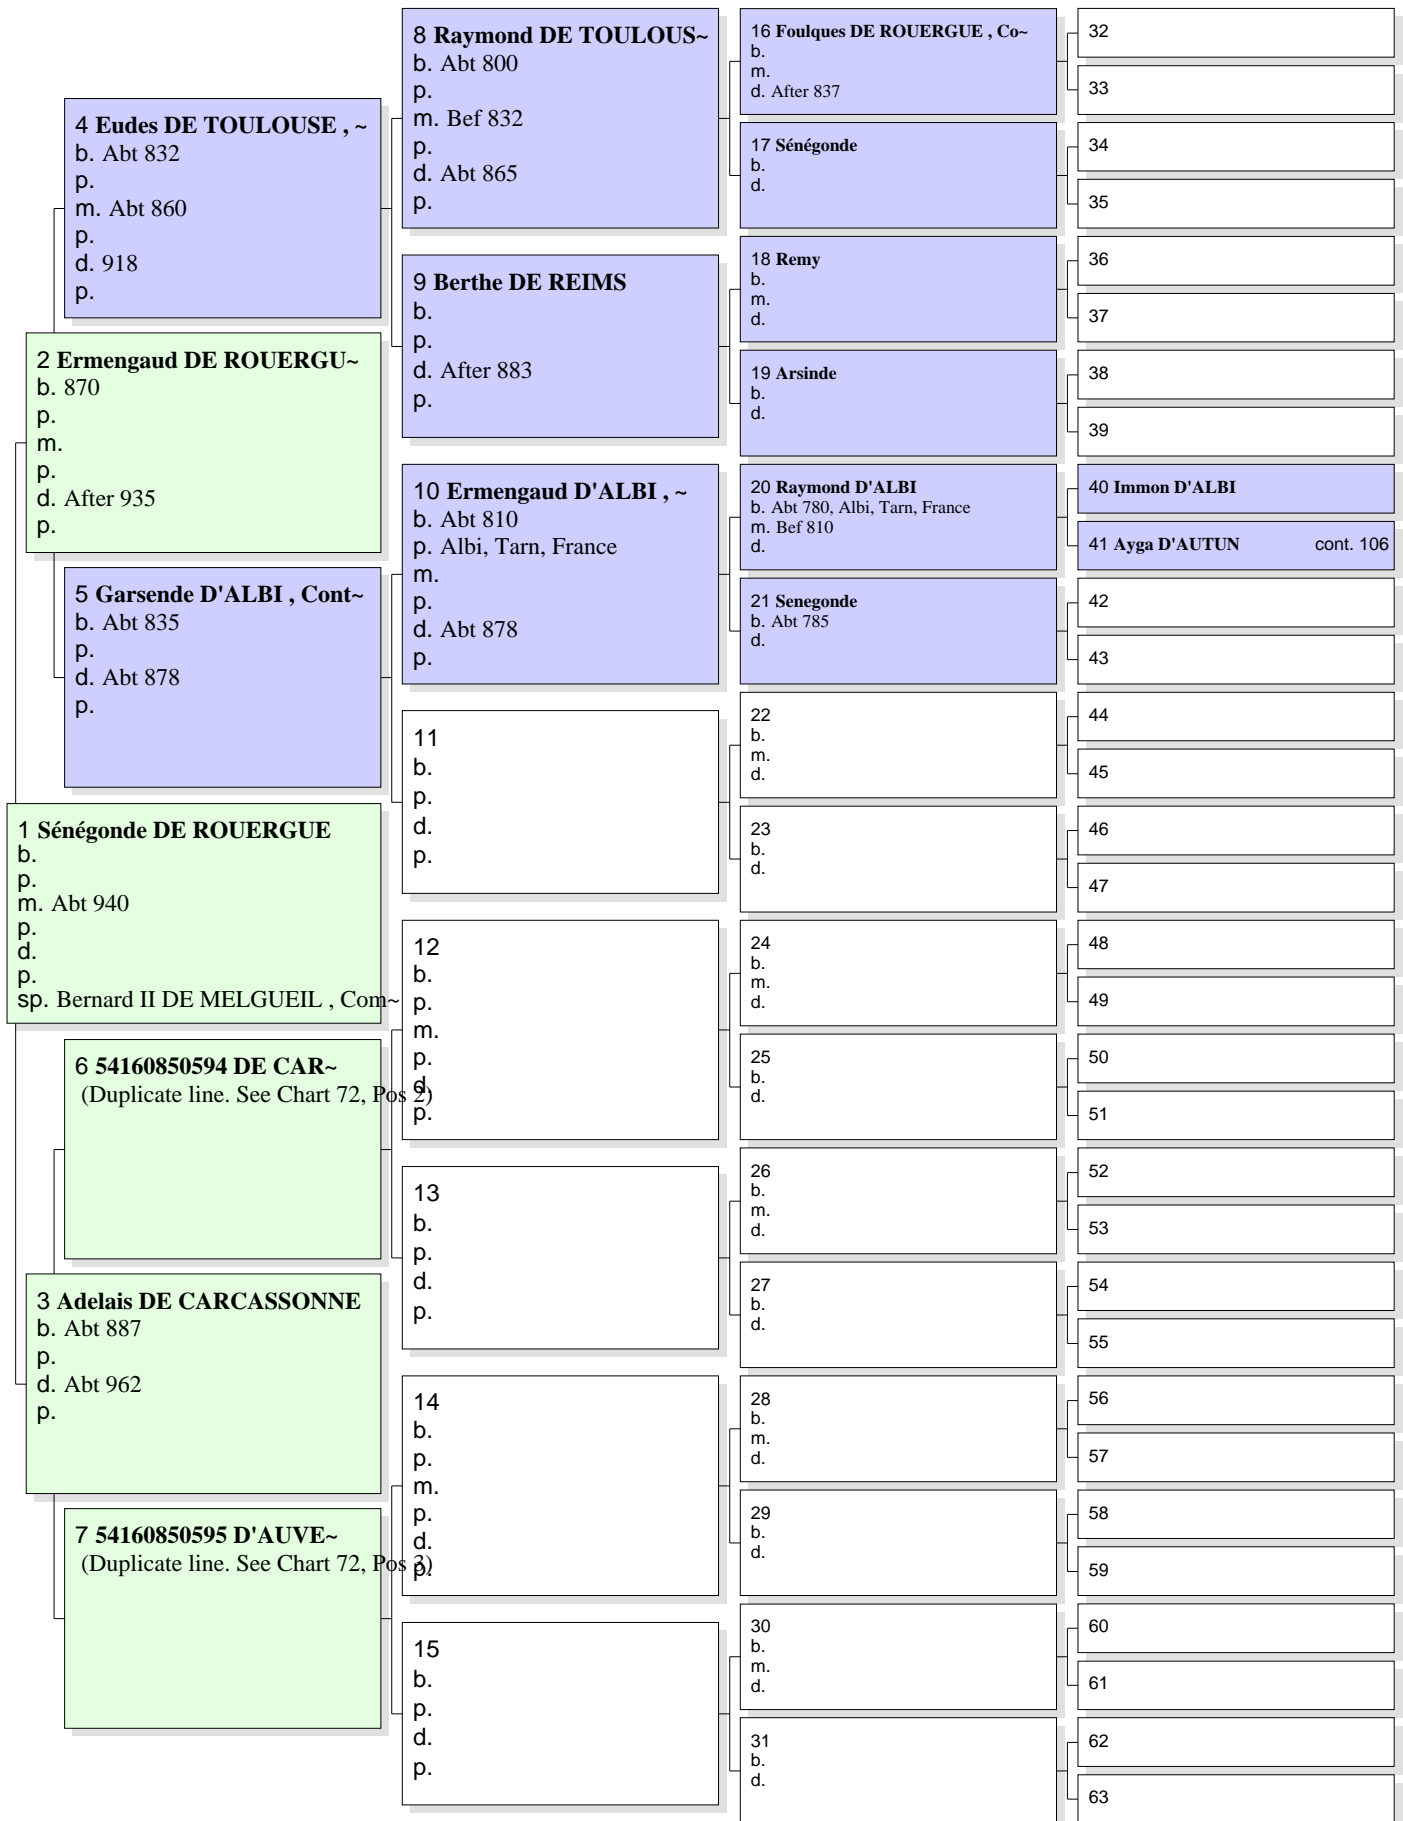 8 Raymond DE TOULOUS~
b. Abt 800
p.
m. Bef 832
p.
d. Abt 865
p.
16 Foulques DE ROUERGUE , Co~
b.
m.
d. After 837
32
33
4 Eudes DE TOULOUSE , ~
b. Abt 832
p.
m. Abt 860
p.
d. 918
p.
17 Sénégonde
b.
d.
34
35
9 Berthe DE REIMS
b.
p.
d. After 883
p.
18 Remy
b.
m.
d.
36
37
2 Ermengaud DE ROUERGU~
b. 870
p.
m.
p.
d. After 935
p.
19 Arsinde
b.
d.
38
39
10 Ermengaud D'ALBI , ~
b. Abt 810
p. Albi, Tarn, France
m.
p.
d. Abt 878
p.
20 Raymond D'ALBI
b. Abt 780, Albi, Tarn, France
m. Bef 810
d.
40 Immon D'ALBI
41 Ayga D'AUTUN cont. 106
5 Garsende D'ALBI , Cont~
b. Abt 835
p.
d. Abt 878
p.
21 Senegonde
b. Abt 785
d.
42
43
11
b.
p.
d.
p.
22
b.
m.
d.
44
45
1 Sénégonde DE ROUERGUE
b.
p.
m. Abt 940
p.
d.
p.
sp. Bernard II DE MELGUEIL , Com~
23
b.
d.
46
47
12
b.
p.
m.
p.
d.
p.
24
b.
m.
d.
48
49
6 54160850594 DE CAR~
(Duplicate line. See Chart 72, Pos 2)
25
b.
d.
50
51
13
b.
p.
d.
p.
26
b.
m.
d.
52
53
3 Adelais DE CARCASSONNE
b. Abt 887
p.
d. Abt 962
p.
27
b.
d.
54
55
14
b.
p.
m.
p.
d.
p.
28
b.
m.
d.
56
57
7 54160850595 D'AUVE~
(Duplicate line. See Chart 72, Pos 3)
29
b.
d.
58
59
15
b.
p.
d.
p.
30
b.
m.
d.
60
61
31
b.
d.
62
63